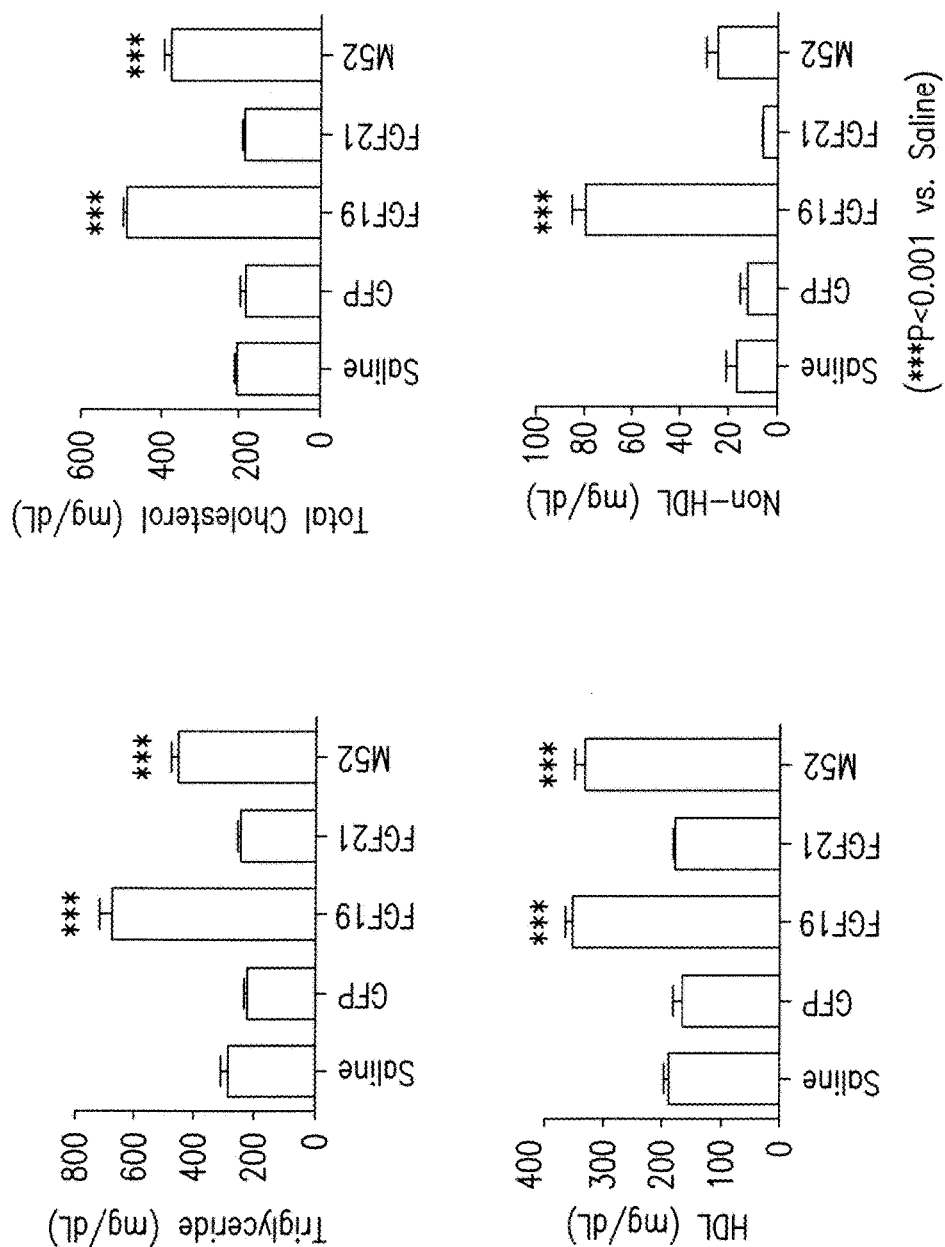 Triglyceride (mg/dL)
800
600
400
200
0
***
***
Saline
GFP
FGF19
FGF21
M52
Total Cholesterol (mg/dL)
600
400
200
0
***
***
Saline
GFP
FGF19
FGF21
M52
HDL (mg/dL)
400
300
200
100
0
***
***
Saline
GFP
FGF19
FGF21
M52
Non-HDL (mg/dL)
100
80
60
40
20
0
***
Saline
GFP
FGF19
FGF21
M52
(***P<0.001 vs. Saline)